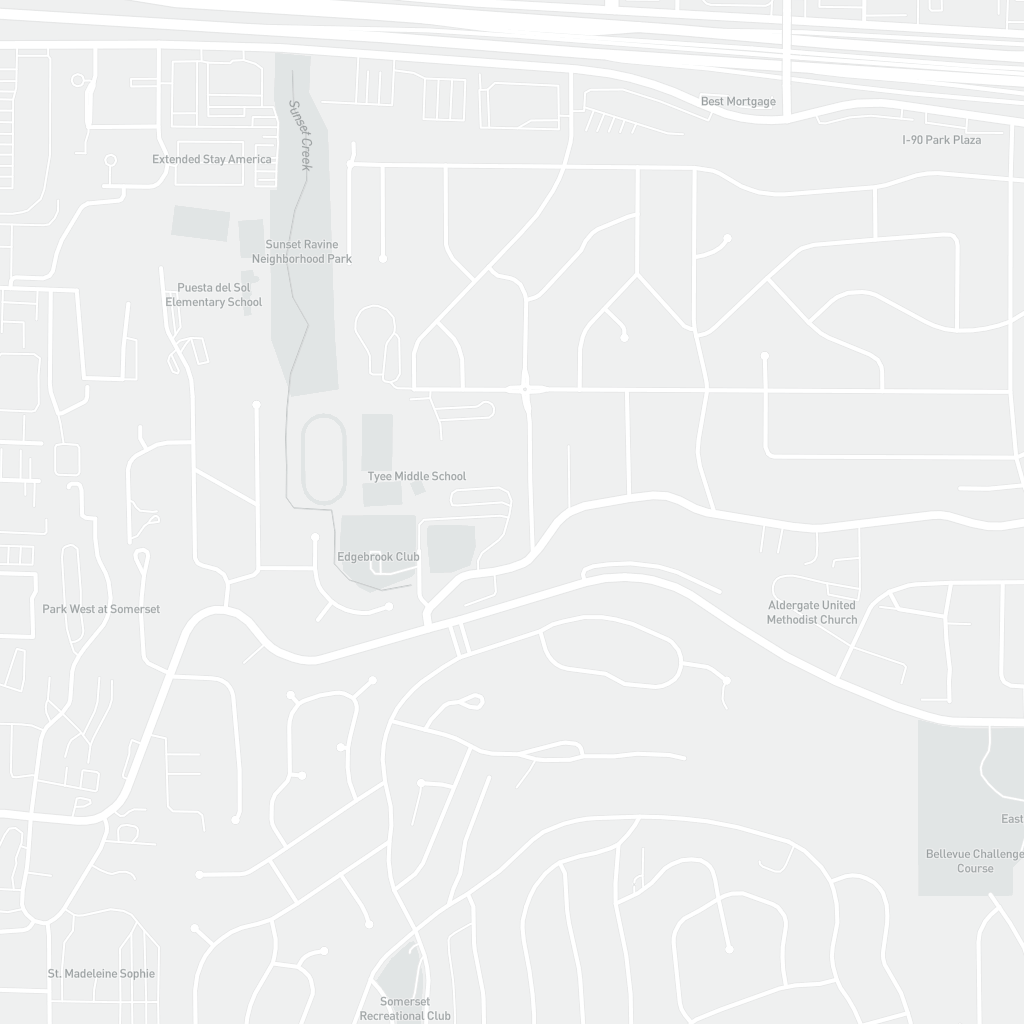 Best Mortgage
I-90 Park Plaza
Sunset Creek
Extended Stay America
Sunset Ravine
Neighborhood Park
Puesta del Sol
Elementary School
Tyee Middle School
Edgebrook Club
Park West at Somerset
Aldergate United
Methodist Church
East
Bellevue Challenge
Course
St. Madeleine Sophie
Somerset
Recreational Club